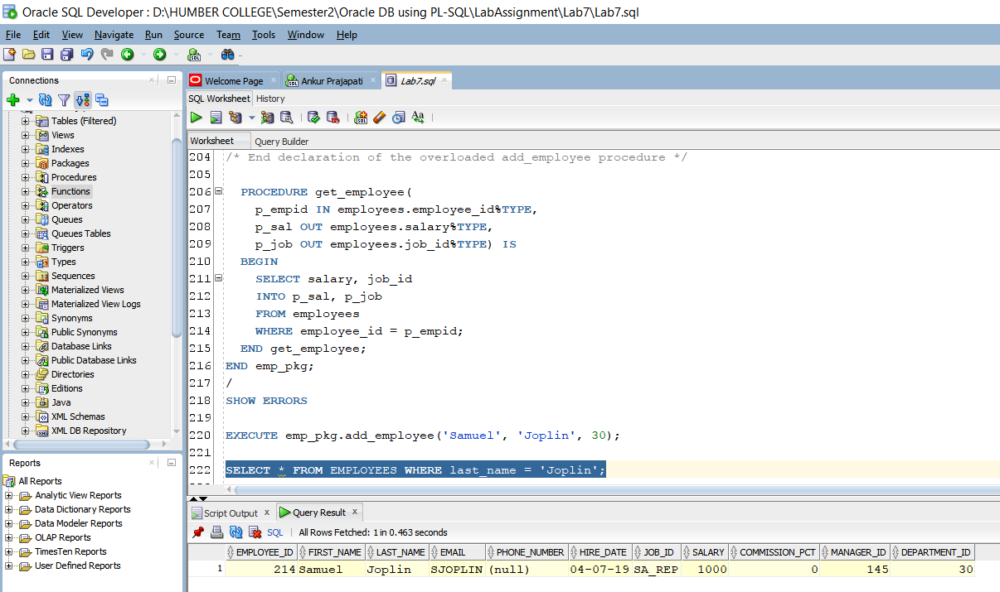 Oracle SQL Developer : D:\HUMBER COLLEGE\Semester2\Oracle DB using PL-SQL\LabAssignment\Lab7\Lab7.sql
File Edit View Navigate Run Source Team Tools Window Help
Connections
Tables (Filtered)
Views
Indexes
Packages
Procedures
Functions
Operators
Queues
Queues Tables
Triggers
Types
Sequences
Materialized Views
Materialized View Logs
Synonyms
Public Synonyms
Database Links
Public Database Links
Directories
Editions
Java
XML Schemas
XML DB Repository
Reports
All Reports
Analytic View Reports
Data Dictionary Reports
Data Modeler Reports
OLAP Reports
TimesTen Reports
User Defined Reports
Welcome Page Ankur Prajapati Lab7.sql
SQL Worksheet History
Worksheet Query Builder
204 /* End declaration of the overloaded add_employee procedure */
205
206 PROCEDURE get_employee(
207 p_empid IN employees.employee_id%TYPE,
208 p_sal OUT employees.salary%TYPE,
209 p_job OUT employees.job_id%TYPE) IS
210 BEGIN
211 SELECT salary, job_id
212 INTO p_sal, p_job
213 FROM employees
214 WHERE employee_id = p_empid;
215 END get_employee;
216 END emp_pkg;
217 /
218 SHOW ERRORS
219
220 EXECUTE emp_pkg.add_employee('Samuel', 'Joplin', 30);
221
222 SELECT * FROM EMPLOYEES WHERE last_name = 'Joplin';
Script Output x Query Result x
SQL | All Rows Fetched: 1 in 0.463 seconds
EMPLOYEE_ID FIRST_NAME LAST_NAME EMAIL PHONE_NUMBER HIRE_DATE JOB_ID SALARY COMMISSION_PCT MANAGER_ID DEPARTMENT_ID
1 214 Samuel Joplin SJOPLIN (null) 04-07-19 SA_REP 1000 0 145 30